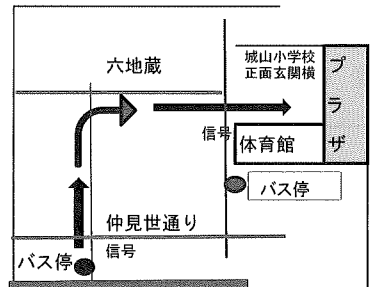 六地蔵
城山小学校
正面玄関横
プラザ
信号
体育館
バス停
仲見世通り
信号
バス停